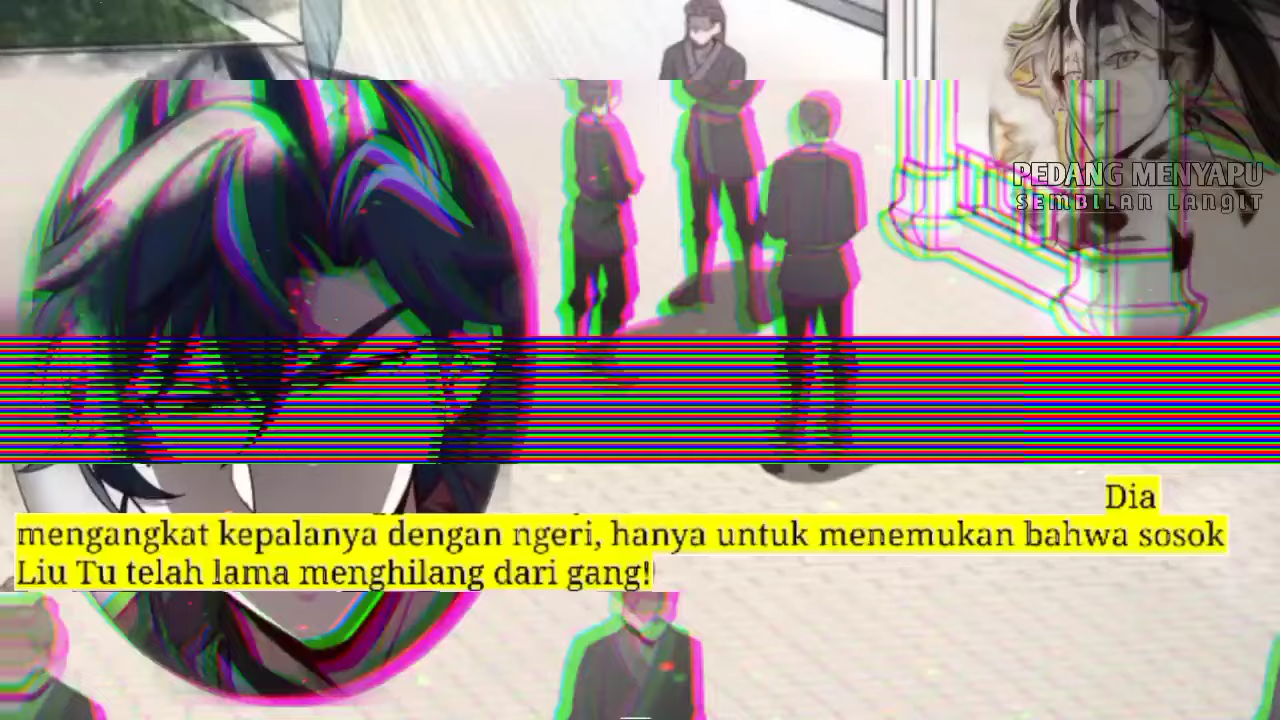 PEDANG MENYAPU
SEMBILAN LANGIT
Dia
mengangkat kepalanya dengan ngeri, hanya untuk menemukan bahwa sosok
Liu Tu telah lama menghilang dari gang!